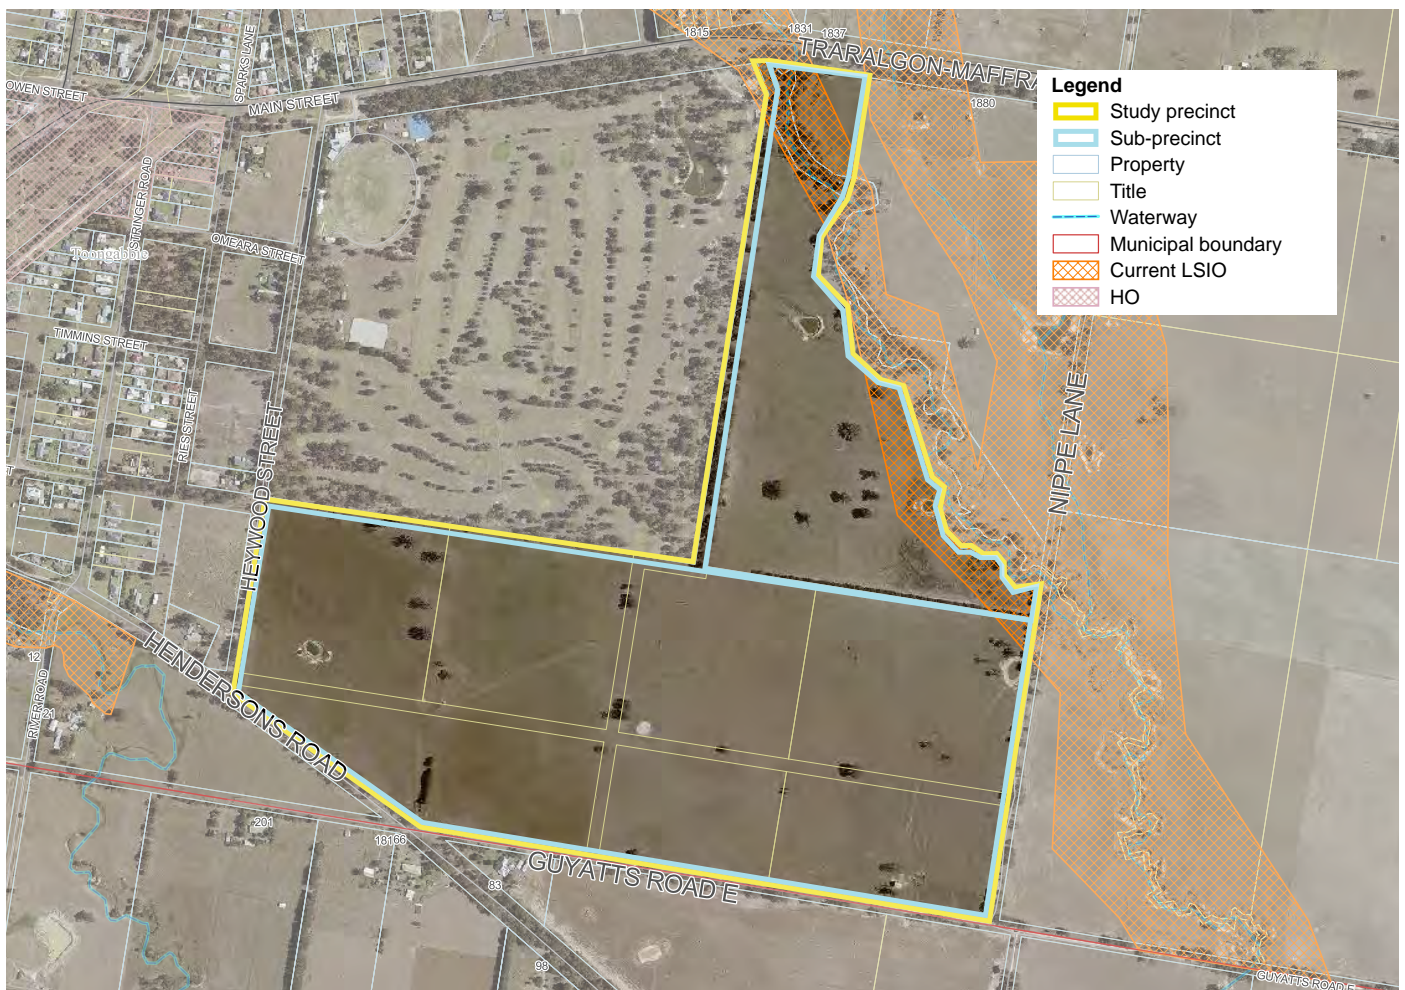 1815
1831
1837
TRARALGON-MAFFRA
1880
OWEN STREET
SPARKS LANE
MAIN STREET
Legend
Study precinct
Sub-precinct
Property
Title
Waterway
Municipal boundary
Current LSIO
HO
STRINGER ROAD
OMEARA STREET
Toongabbie
TIMMINS STREET
RIES STREET
HEYWOOD STREET
NIPPE LANE
HENDERSONS ROAD
12
21
RIVER ROAD
201
18166
83
98
GUYATTS ROAD E
GUYATTS ROAD E